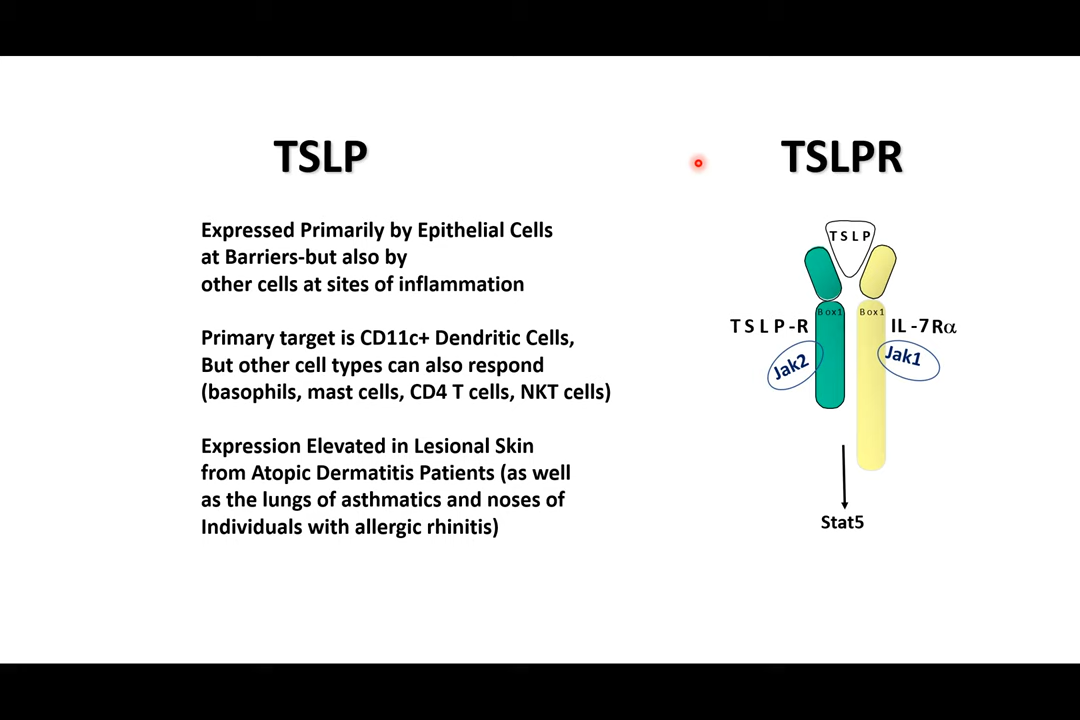 TSLP
Expressed Primarily by Epithelial Cells
at Barriers-but also by
other cells at sites of inflammation
Primary target is CD11c+ Dendritic Cells,
But other cell types can also respond
(basophils, mast cells, CD4 T cells, NKT cells)
Expression Elevated in Lesional Skin
from Atopic Dermatitis Patients (as well
as the lungs of asthmatics and noses of
Individuals with allergic rhinitis)
TSLPR
TSLP
Box1 Box1
TSLP-R IL-7Rα
Jak2 Jak1
Stat5